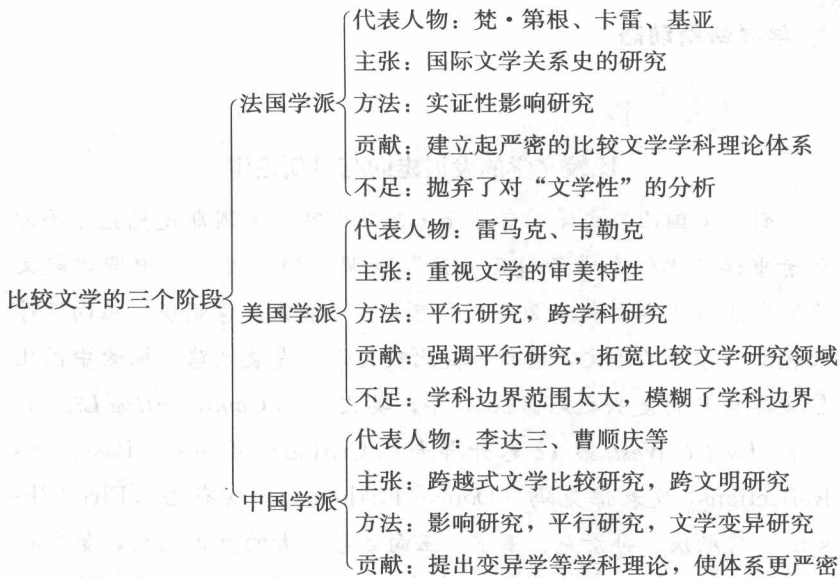 代表人物：梵·第根、卡雷、基亚
主张：国际文学关系史的研究
法国学派
方法：实证性影响研究
贡献：建立起严密的比较文学学科理论体系
不足：抛弃了对“文学性”的分析
代表人物：雷马克、韦勒克
主张：重视文学的审美特性
比较文学的三个阶段
美国学派
方法：平行研究，跨学科研究
贡献：强调平行研究，拓宽比较文学研究领域
不足：学科边界范围太大，模糊了学科边界
代表人物：李达三、曹顺庆等
主张：跨越式文学比较研究，跨文明研究
中国学派
方法：影响研究，平行研究，文学变异研究
贡献：提出变异学等学科理论，使体系更严密